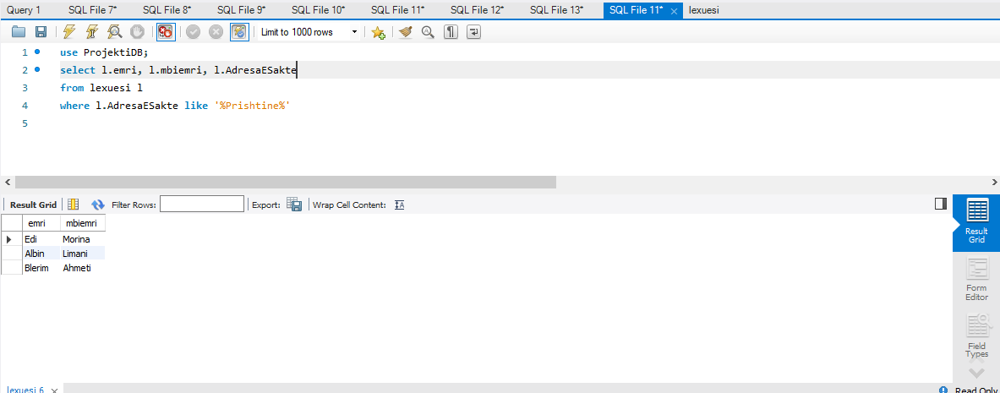 Query 1 SQL File 7* SQL File 8* SQL File 9* SQL File 10* SQL File 11* SQL File 12* SQL File 13* SQL File 11* lexuesi
Limit to 1000 rows
1 use ProjektiDB;
2 select l.emri, l.mbiemri, l.AdresaESakte
3 from lexuesi l
4 where l.AdresaESakte like '%Prishtine%'
5
Result Grid Filter Rows: Export: Wrap Cell Content:
emri mbiemri
Edi Morina
Albin Limani
Blerim Ahmeti
Result
Grid
Form
Editor
Field
Types
lexuesi 6 Read Only